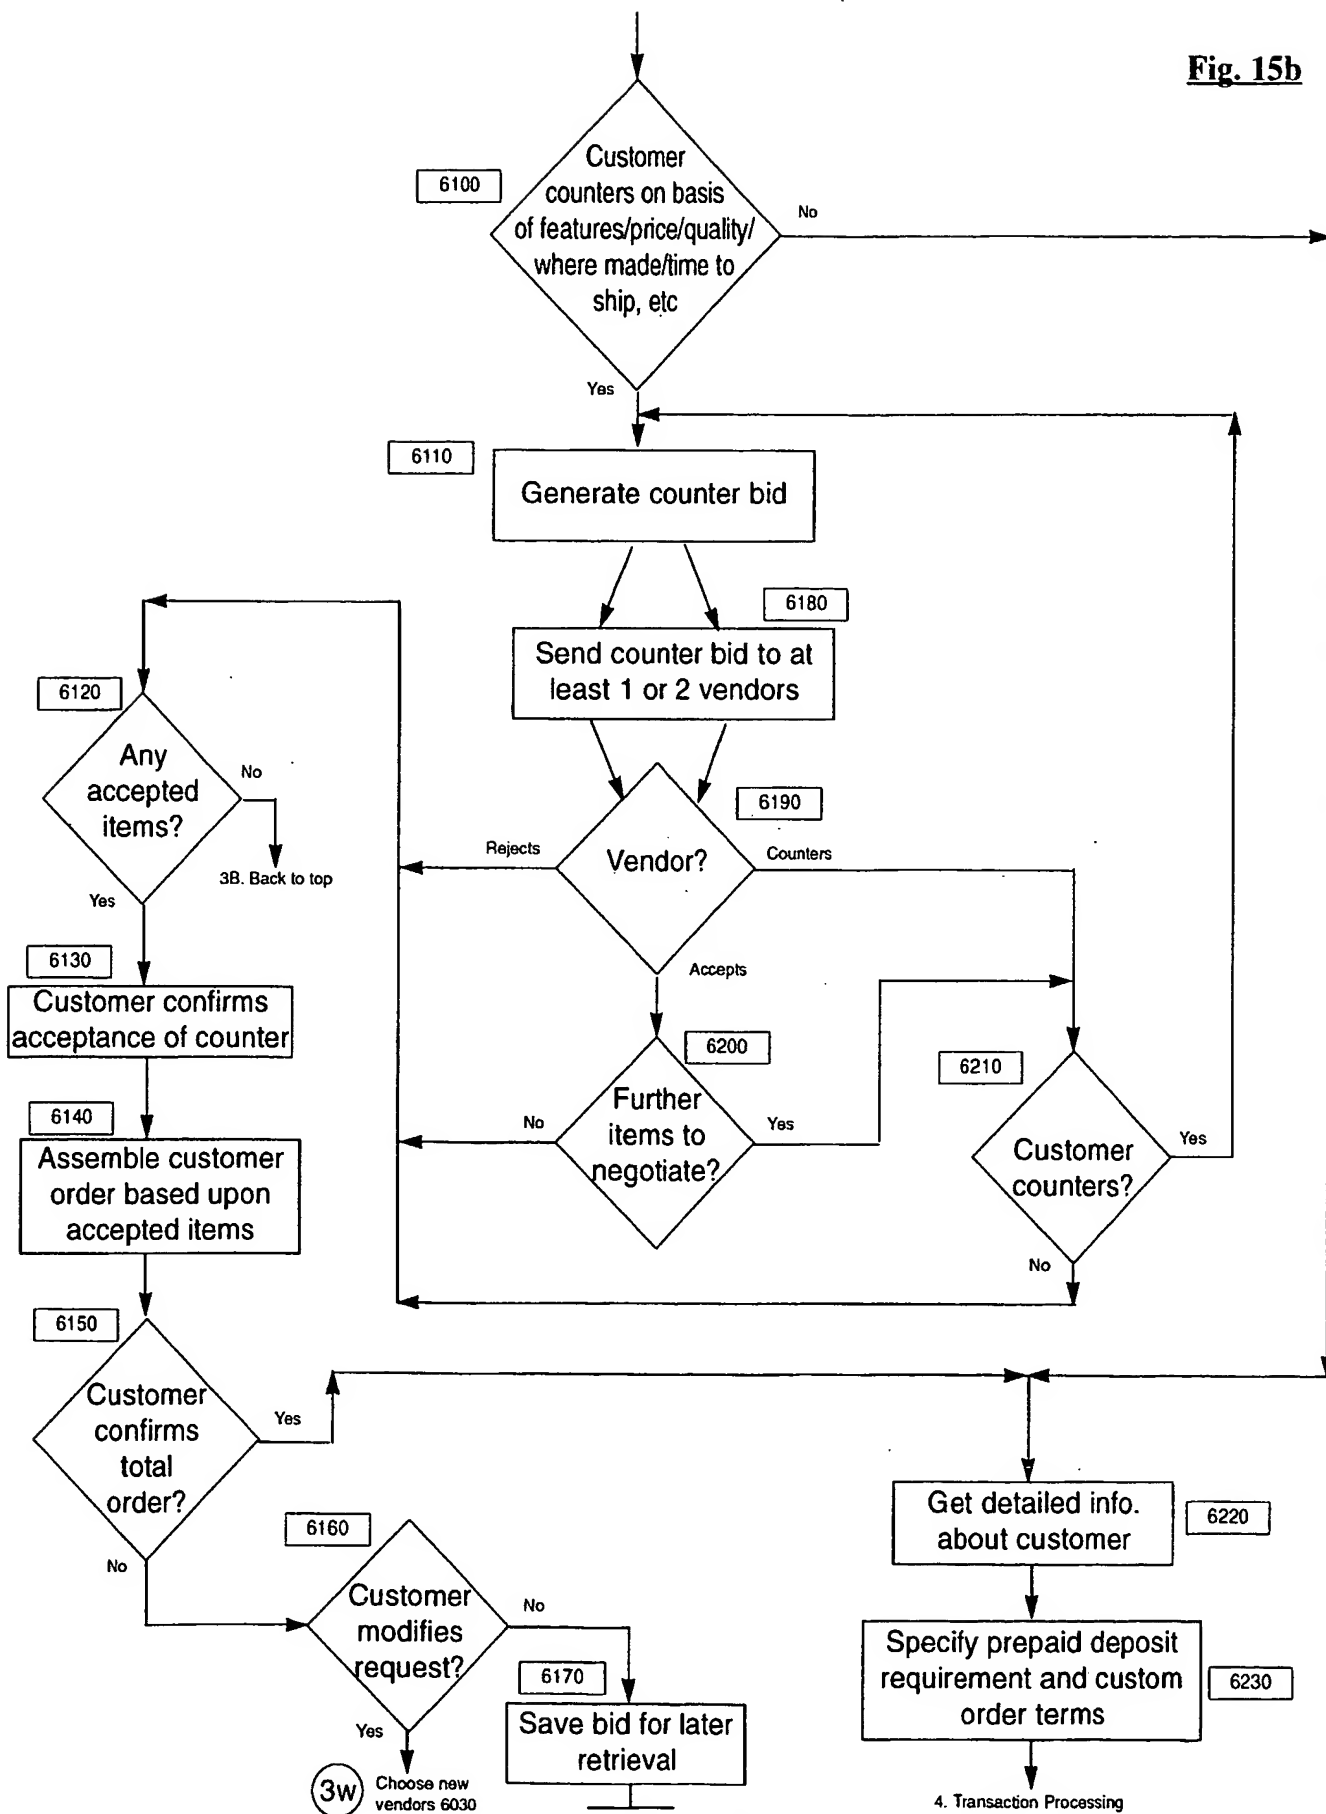 Fig. 15b
6100
Customer
counters on basis
of features/price/quality/
where made/time to
ship, etc
No
Yes
6110
Generate counter bid
6180
Send counter bid to at
least 1 or 2 vendors
6120
Any
accepted
items?
No
3B. Back to top
Yes
6190
Vendor?
Rejects
Counters
Accepts
6130
Customer confirms
acceptance of counter
6200
Further
items to
negotiate?
No
Yes
6210
Customer
counters?
Yes
No
6140
Assemble customer
order based upon
accepted items
6150
Customer
confirms
total
order?
Yes
No
6160
Customer
modifies
request?
No
Yes
3w
Choose new
vendors 6030
6170
Save bid for later
retrieval
Get detailed info.
about customer
6220
Specify prepaid deposit
requirement and custom
order terms
6230
4. Transaction Processing